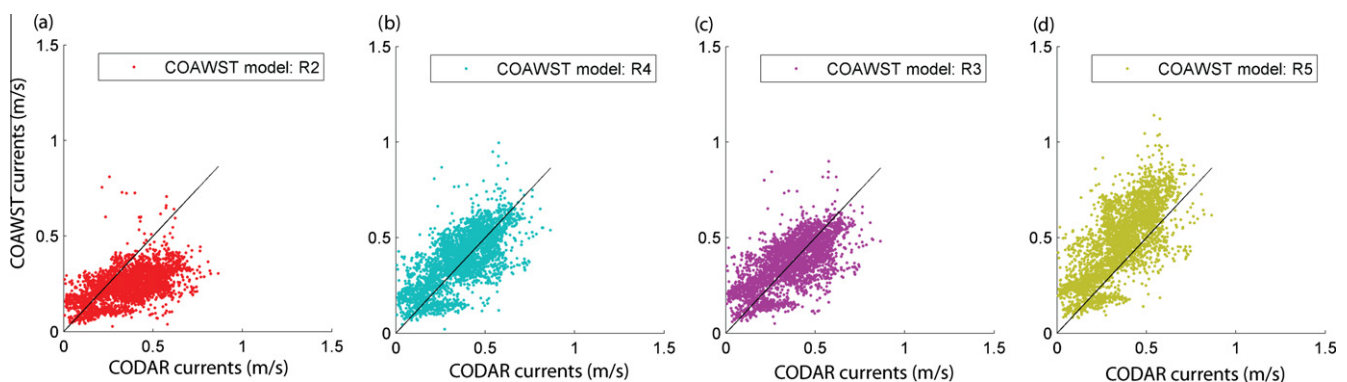 (a) (b) (c) (d)
COAWST model: R2
COAWST model: R4
COAWST model: R3
COAWST model: R5
COAWST currents (m/s)
1.5
1
0.5
0
0 0.5 1 1.5
CODAR currents (m/s)
1.5
1
0.5
0
0 0.5 1 1.5
CODAR currents (m/s)
1.5
1
0.5
0
0 0.5 1 1.5
CODAR currents (m/s)
1.5
1
0.5
0
0 0.5 1 1.5
CODAR currents (m/s)